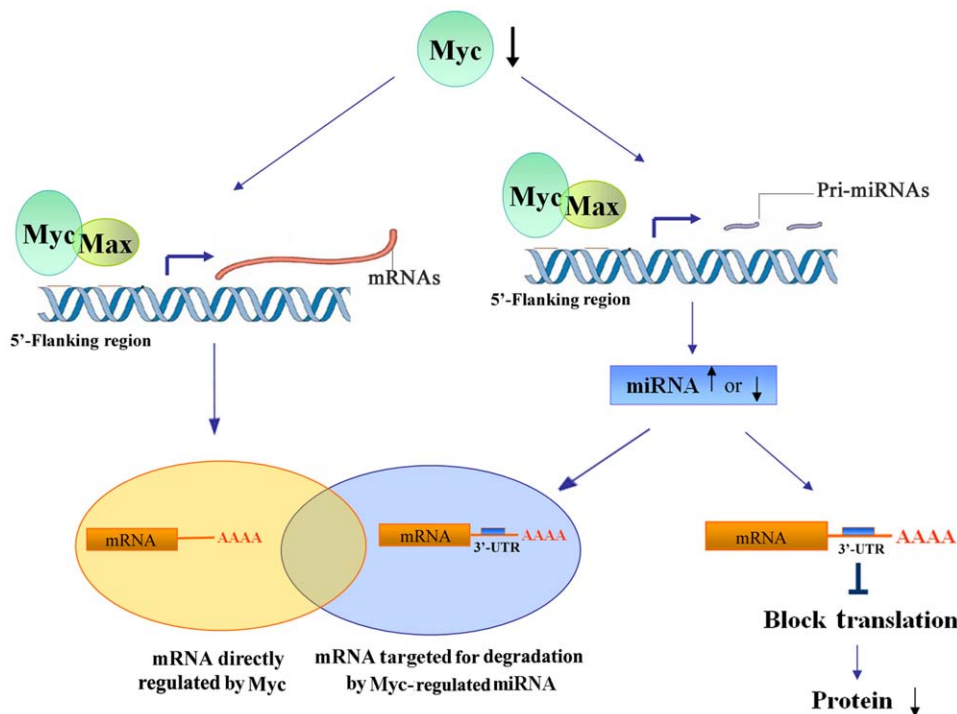 Myc
Myc
Max
mRNAs
5'-Flanking region
Myc
Max
Pri-miRNAs
5'-Flanking region
miRNA ↑ or ↓
mRNA
AAAA
mRNA
3'-UTR
AAAA
mRNA
3'-UTR
AAAA
mRNA directly
regulated by Myc
mRNA targeted for degradation
by Myc-regulated miRNA
Block translation
Protein ↓